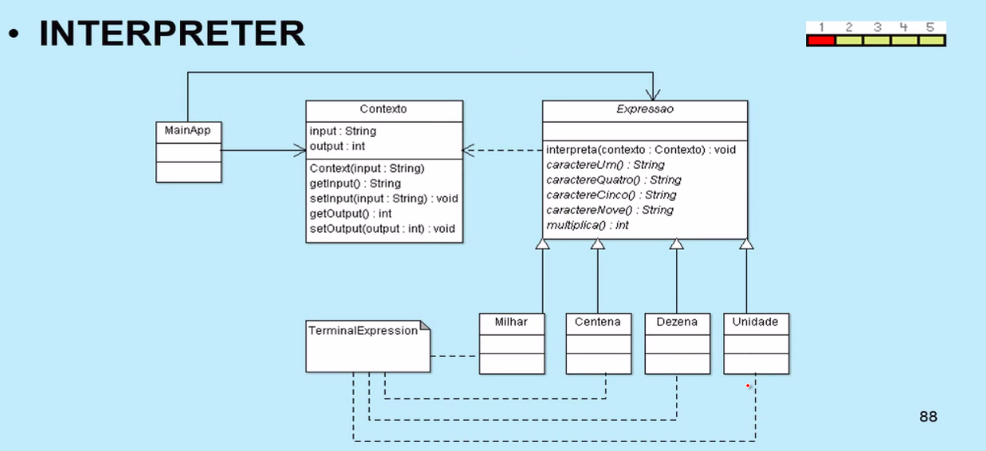 • INTERPRETER
1 2 3 4 5
MainApp
Contexto
input : String
output : int
Context(input : String)
getInput() : String
setInput(input : String) : void
getOutput() : int
setOutput(output : int) : void
Expressao
interpreta(contexto : Contexto) : void
caractereUm() : String
caractereQuatro() : String
caractereCinco() : String
caractereNove() : String
multiplica() : int
TerminalExpression
Milhar
Centena
Dezena
Unidade
88